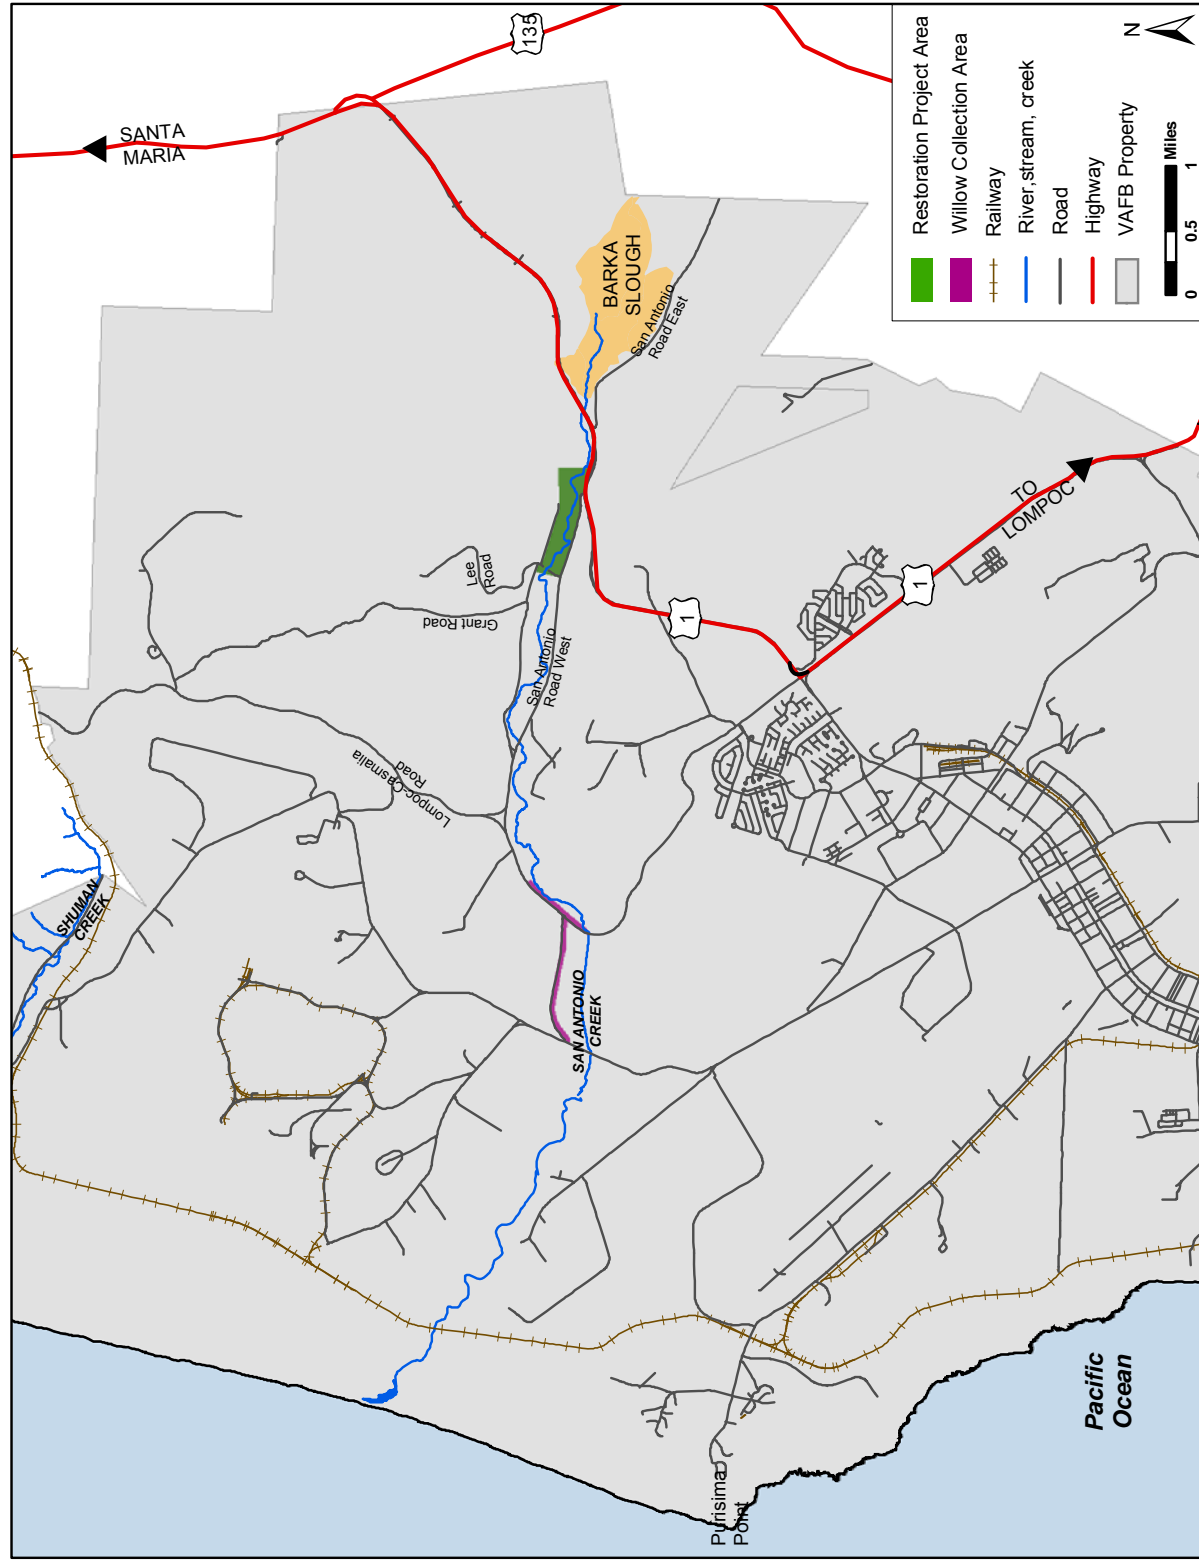 SANTA
MARIA
135
BARKA
SLOUGH
San Antonio
Road East
Lee
Road
Grant Road
San Antonio
Road West
1
TO
LOMPOC
1
Lompoc-Casmalia
Road
SHUMAN
CREEK
SAN ANTONIO
CREEK
Purisima
Point
Pacific
Ocean
N
Restoration Project Area
Willow Collection Area
Railway
River,stream, creek
Road
Highway
VAFB Property
Miles
0 0.5 1